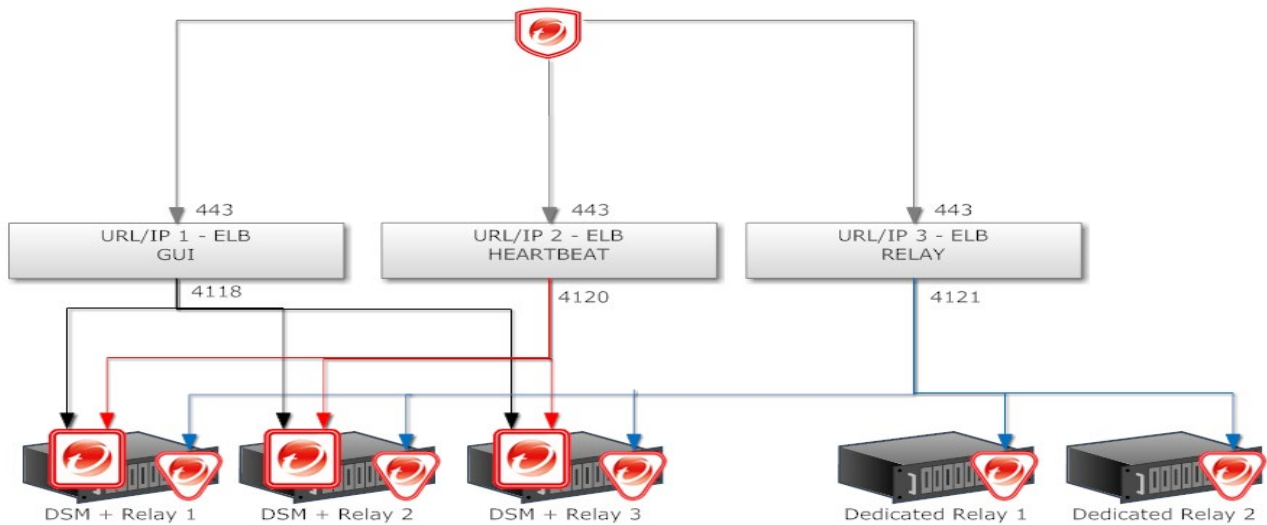 443
443
443
URL/IP 1 - ELB
GUI
URL/IP 2 - ELB
HEARTBEAT
URL/IP 3 - ELB
RELAY
4118
4120
4121
DSM + Relay 1
DSM + Relay 2
DSM + Relay 3
Dedicated Relay 1
Dedicated Relay 2